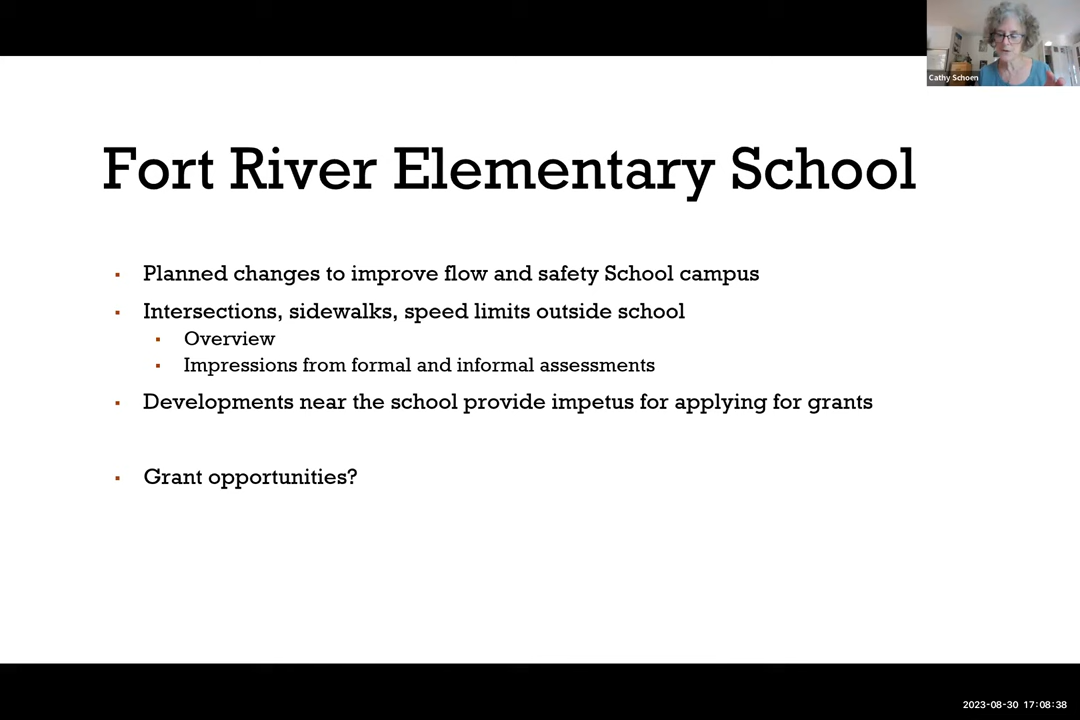 Cathy Schoen
Fort River Elementary School
Planned changes to improve flow and safety School campus
Intersections, sidewalks, speed limits outside school
Overview
Impressions from formal and informal assessments
Developments near the school provide impetus for applying for grants
Grant opportunities?
2023-08-30 17:08:38